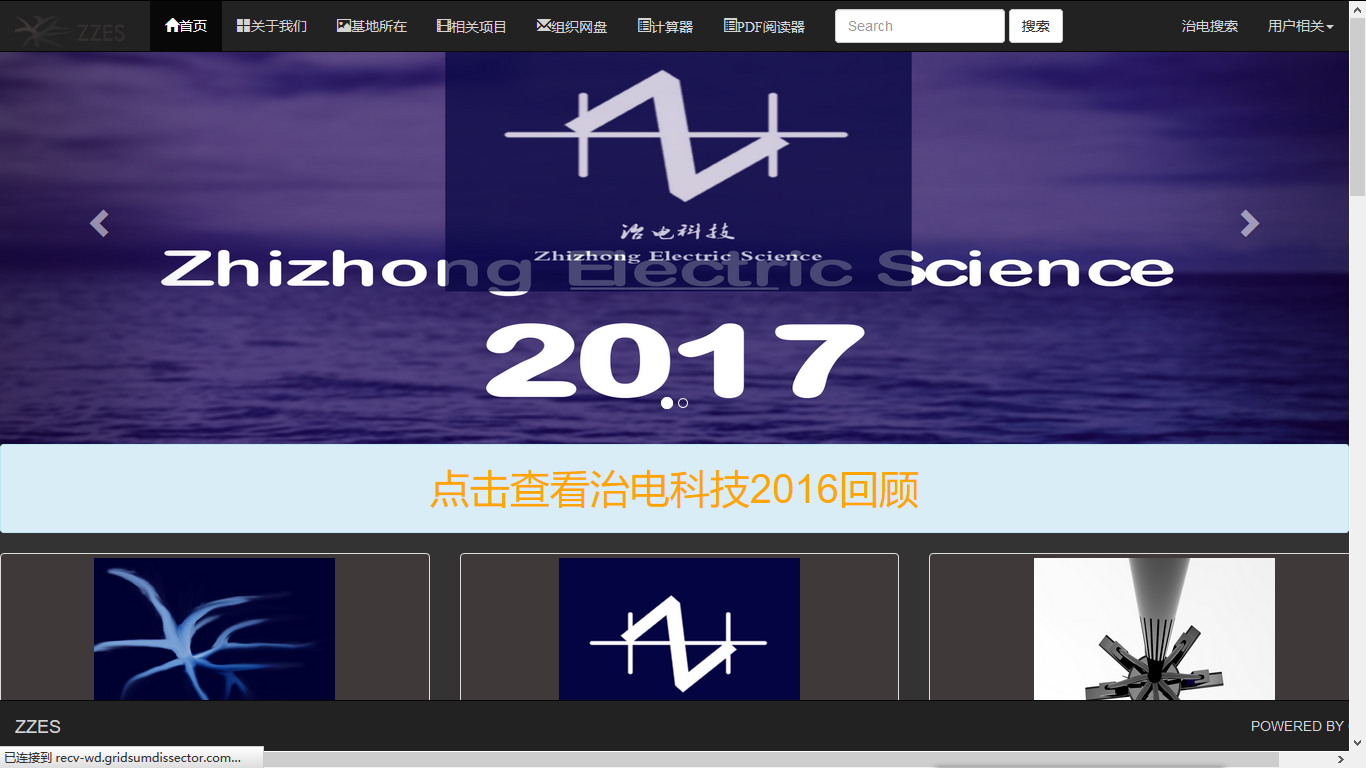 ZZES
首页
关于我们
基地所在
相关项目
组织网盘
计算器
PDF阅读器
Search
搜索
治电搜索
用户相关
治电科技
Zhizhong Electric Science
Zhizhong Electric Science
2017
点击查看治电科技2016回顾
ZZES
POWERED BY
已连接到 recv-wd.gridsumdissector.com...